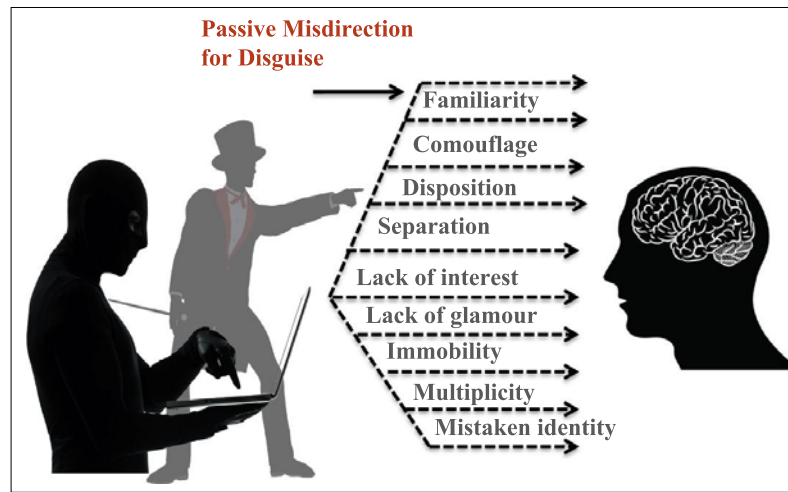 Passive Misdirection
for Disguise
Familiarity
Comouflage
Disposition
Separation
Lack of interest
Lack of glamour
Immobility
Multiplicity
Mistaken identity